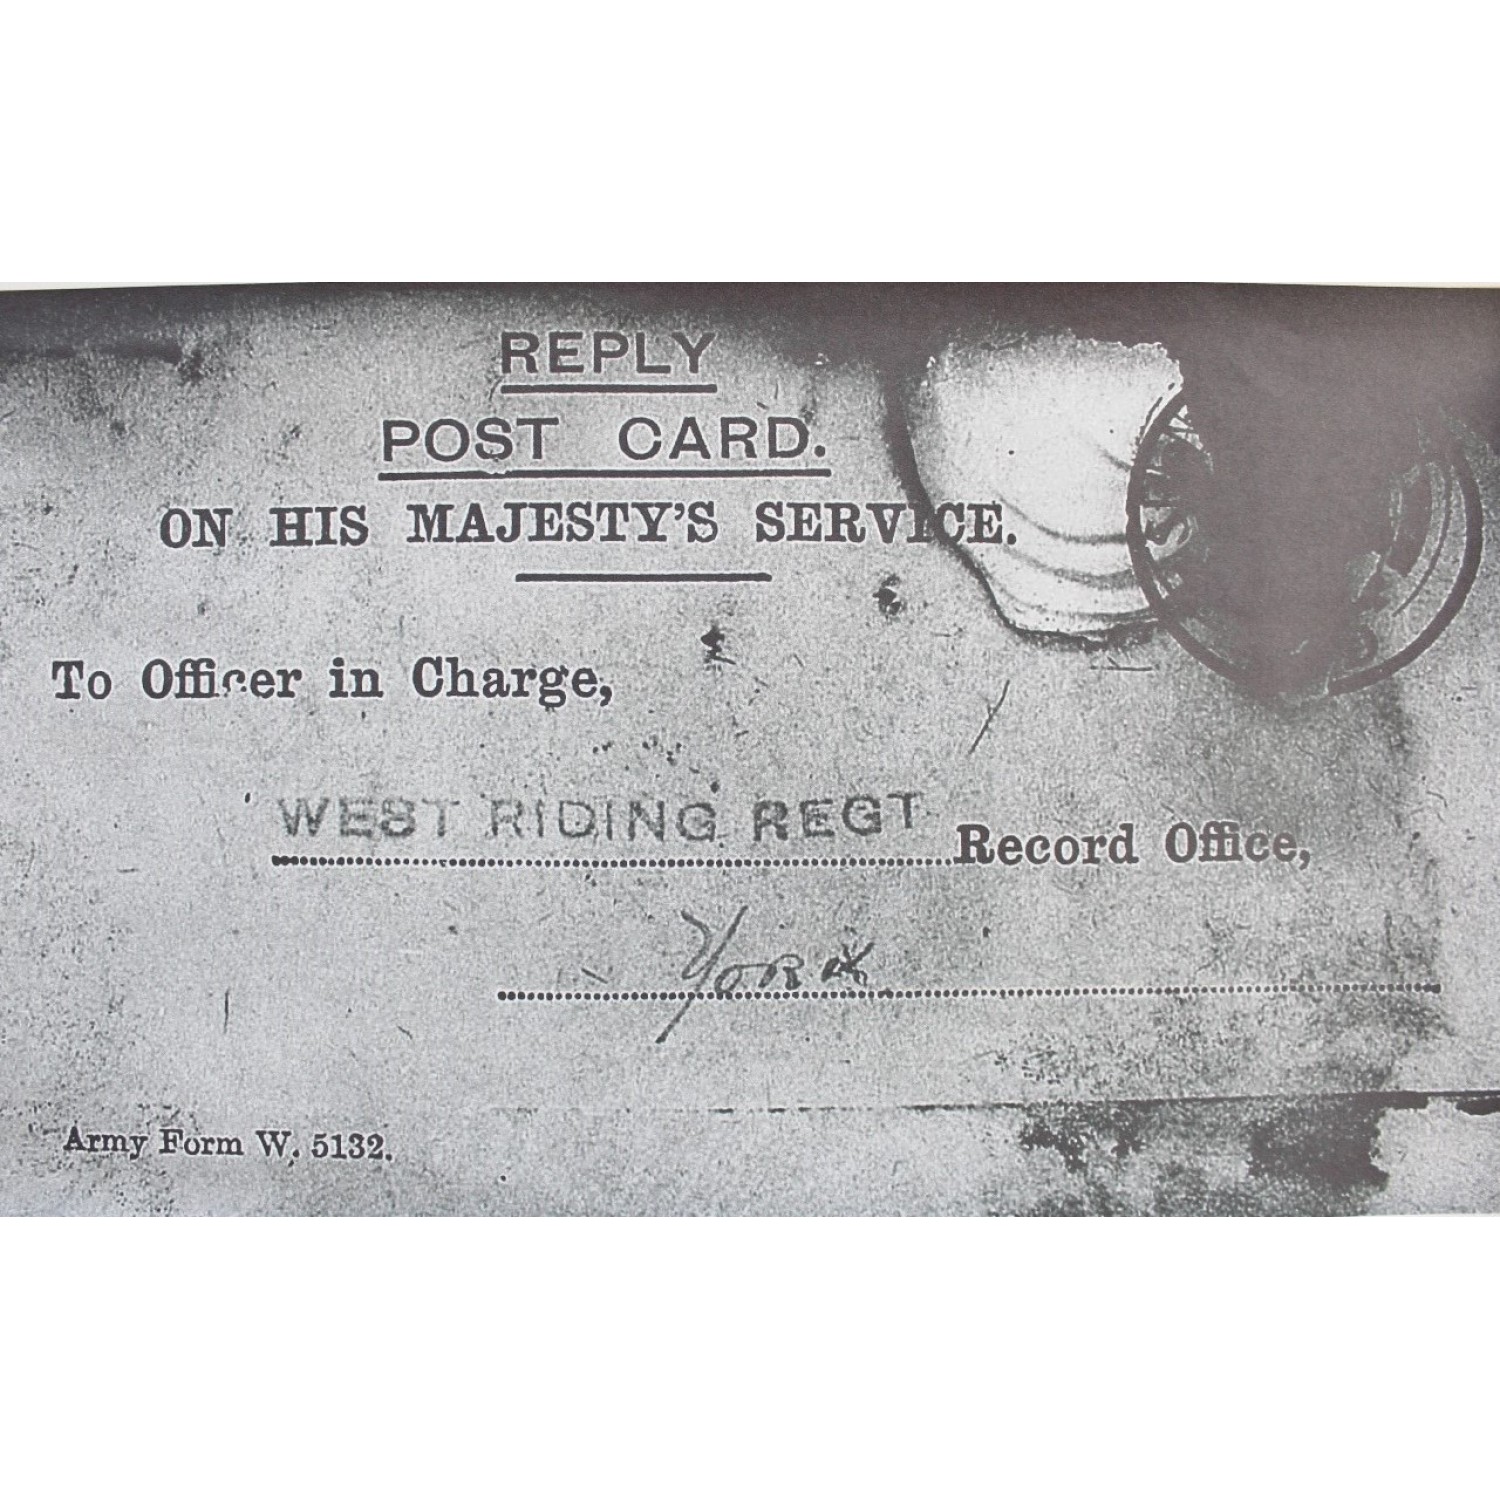 REPLY
POST CARD.
ON HIS MAJESTY'S SERVICE.
To Officer in Charge,
WEST RIDING REGT Record Office,
York
Army Form W. 5132.